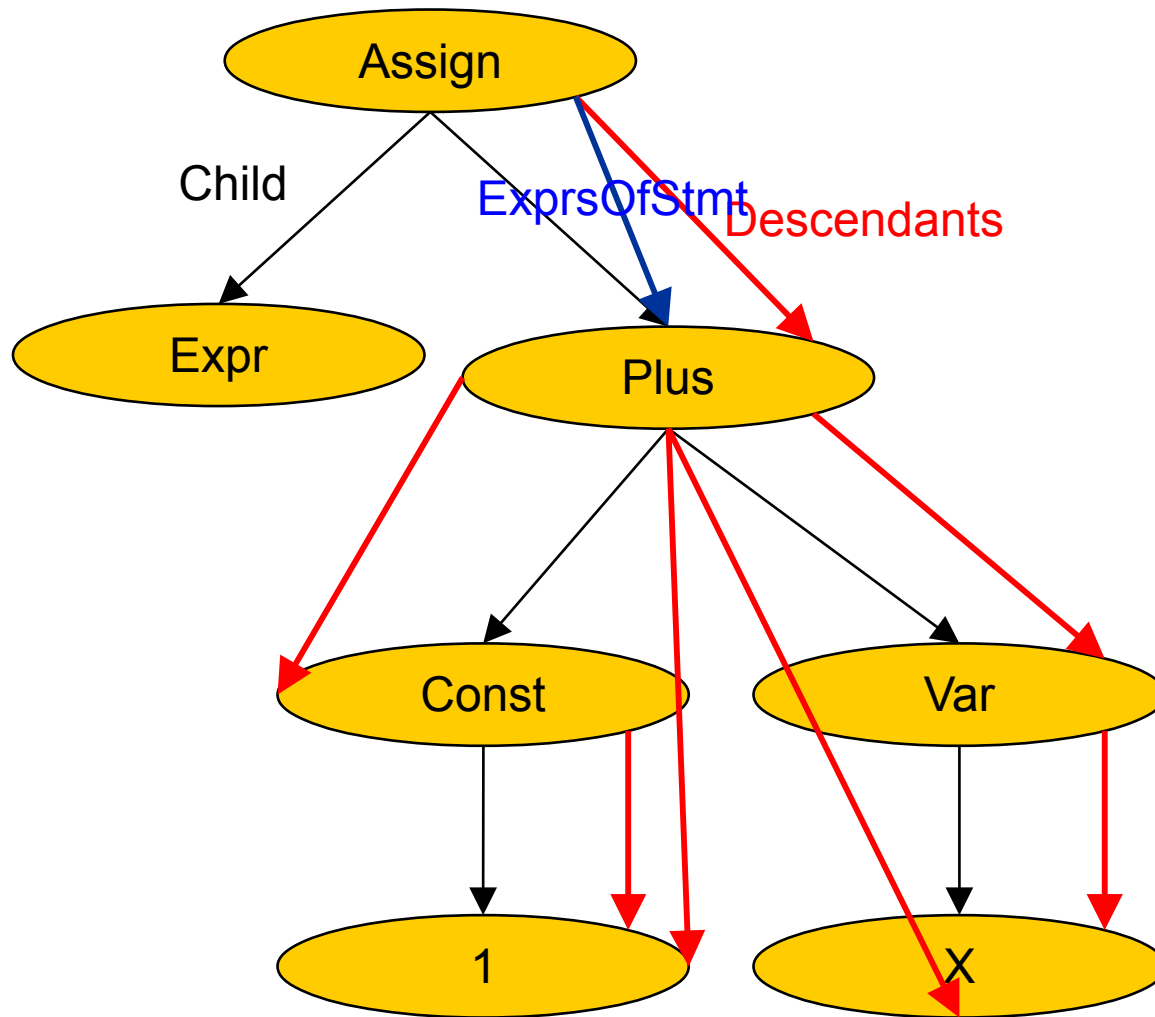 Assign
Child
ExprsOfStmt
Descendants
Expr
Plus
Const
Var
1
X